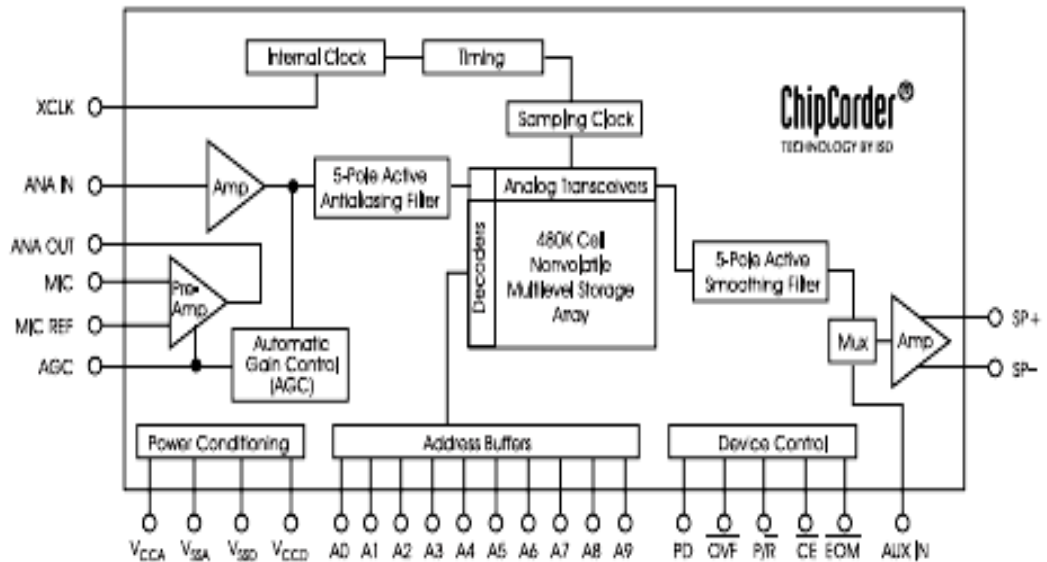 Internal Clock
Timing
XCLK
Sampling Clock
ChipCorder®
TECHNOLOGY BY ISD
ANA IN
Amp
5-Pole Active
Antialiasing Filter
Analog Transceivers
Decoders
480K Cell
Nonvolatile
Multilevel Storage
Array
ANA OUT
MIC
Pre-
Amp
MIC REF
AGC
Automatic
Gain Control
(AGC)
5-Pole Active
Smoothing Filter
Mux
Amp
SP+
SP–
Power Conditioning
Address Buffers
Device Control
VCCA VSSA VSSD VCCD A0 A1 A2 A3 A4 A5 A6 A7 A8 A9 PD OVF P/R CE EOM AUX IN